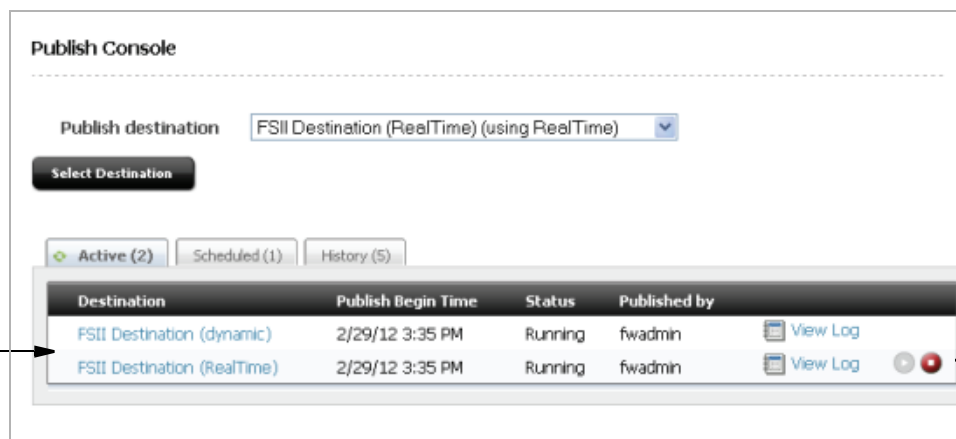 Publish Console
Publish destination FSII Destination (RealTime) (using RealTime)
Select Destination
Active (2) Scheduled (1) History (5)
Destination Publish Begin Time Status Published by
FSII Destination (dynamic) 2/29/12 3:35 PM Running fwadmin View Log
FSII Destination (RealTime) 2/29/12 3:35 PM Running fwadmin View Log